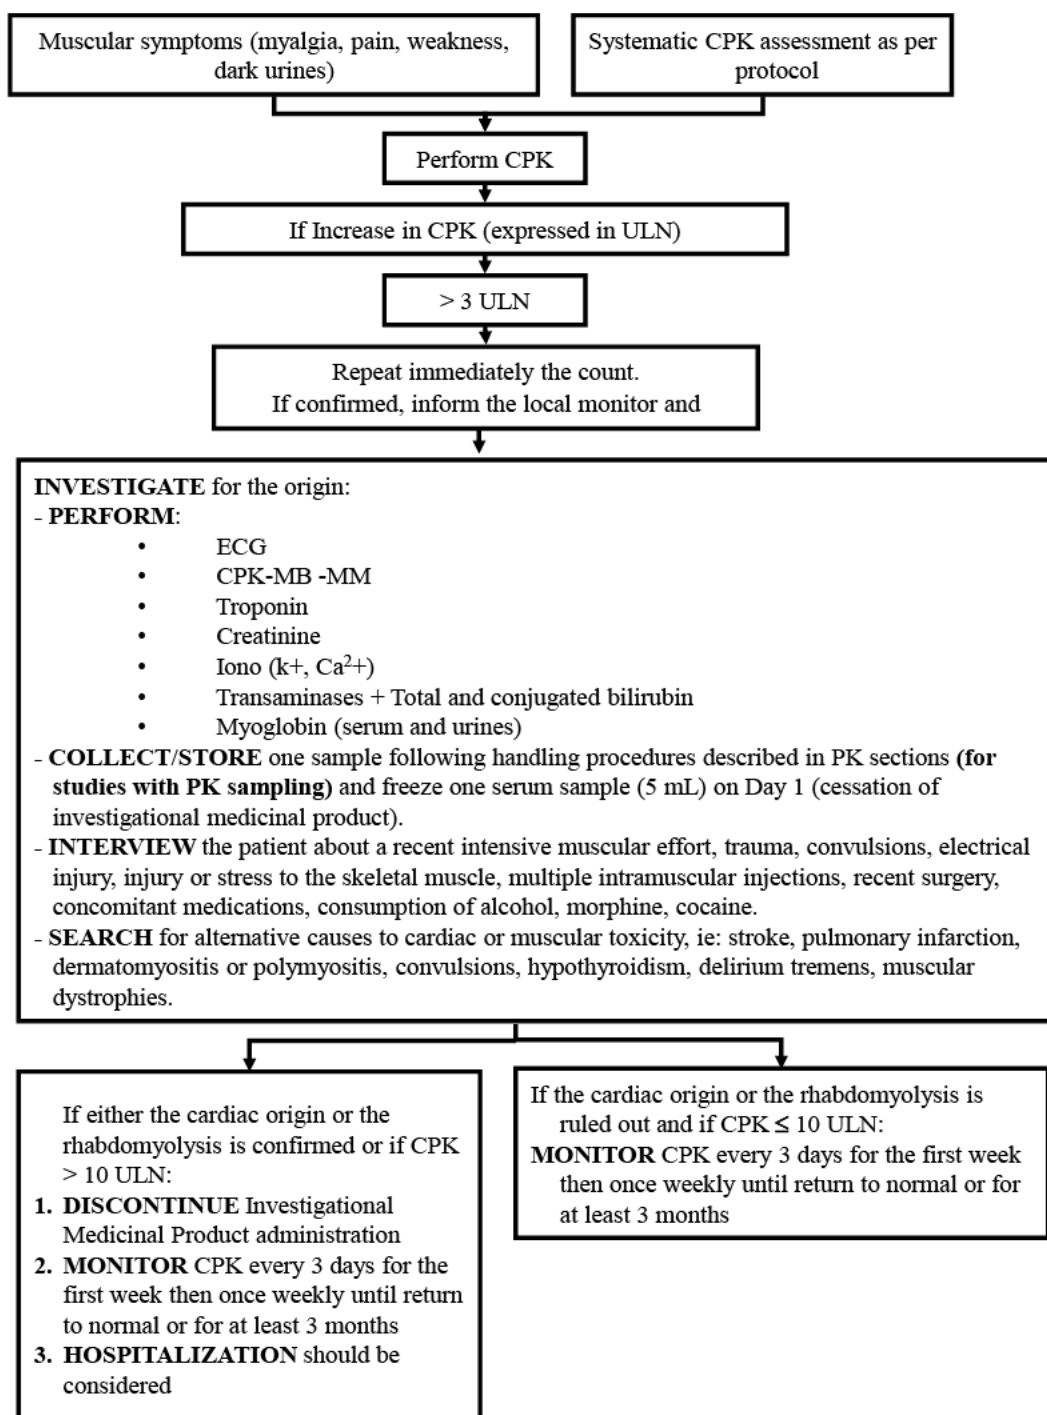 Muscular symptoms (myalgia, pain, weakness,
dark urines)
Systematic CPK assessment as per
protocol
Perform CPK
If Increase in CPK (expressed in ULN)
> 3 ULN
Repeat immediately the count.
If confirmed, inform the local monitor and
INVESTIGATE for the origin:
- PERFORM:
• ECG
• CPK-MB -MM
• Troponin
• Creatinine
• Iono (k+, Ca²+)
• Transaminases + Total and conjugated bilirubin
• Myoglobin (serum and urines)
- COLLECT/STORE one sample following handling procedures described in PK sections (for
studies with PK sampling) and freeze one serum sample (5 mL) on Day 1 (cessation of
investigational medicinal product).
- INTERVIEW the patient about a recent intensive muscular effort, trauma, convulsions, electrical
injury, injury or stress to the skeletal muscle, multiple intramuscular injections, recent surgery,
concomitant medications, consumption of alcohol, morphine, cocaine.
- SEARCH for alternative causes to cardiac or muscular toxicity, ie: stroke, pulmonary infarction,
dermatomyositis or polymyositis, convulsions, hypothyroidism, delirium tremens, muscular
dystrophies.
If either the cardiac origin or the
rhabdomyolysis is confirmed or if CPK
> 10 ULN:
1. DISCONTINUE Investigational
Medicinal Product administration
2. MONITOR CPK every 3 days for the
first week then once weekly until return
to normal or for at least 3 months
3. HOSPITALIZATION should be
considered
If the cardiac origin or the rhabdomyolysis is
ruled out and if CPK ≤ 10 ULN:
MONITOR CPK every 3 days for the first week
then once weekly until return to normal or for
at least 3 months